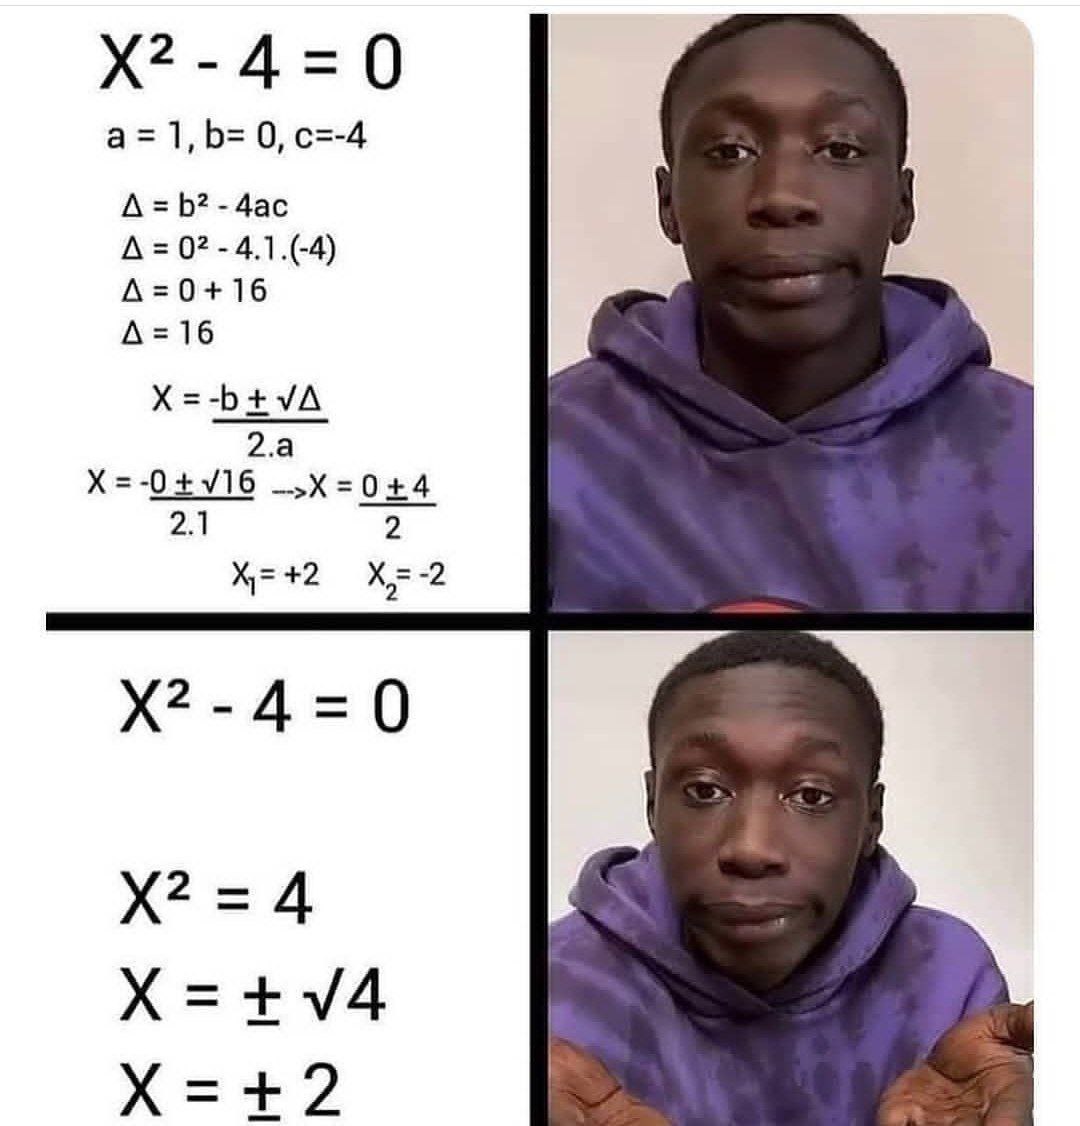 X² - 4 = 0
a = 1, b= 0, c=-4
Δ = b² - 4ac
Δ = 0² - 4.1.(-4)
Δ = 0 + 16
Δ = 16
X = -b ± √Δ
2.a
X = -0 ± √16 --->X = 0 ± 4
2.1 2
X₁= +2 X₂= -2
X² - 4 = 0
X² = 4
X = ± √4
X = ± 2